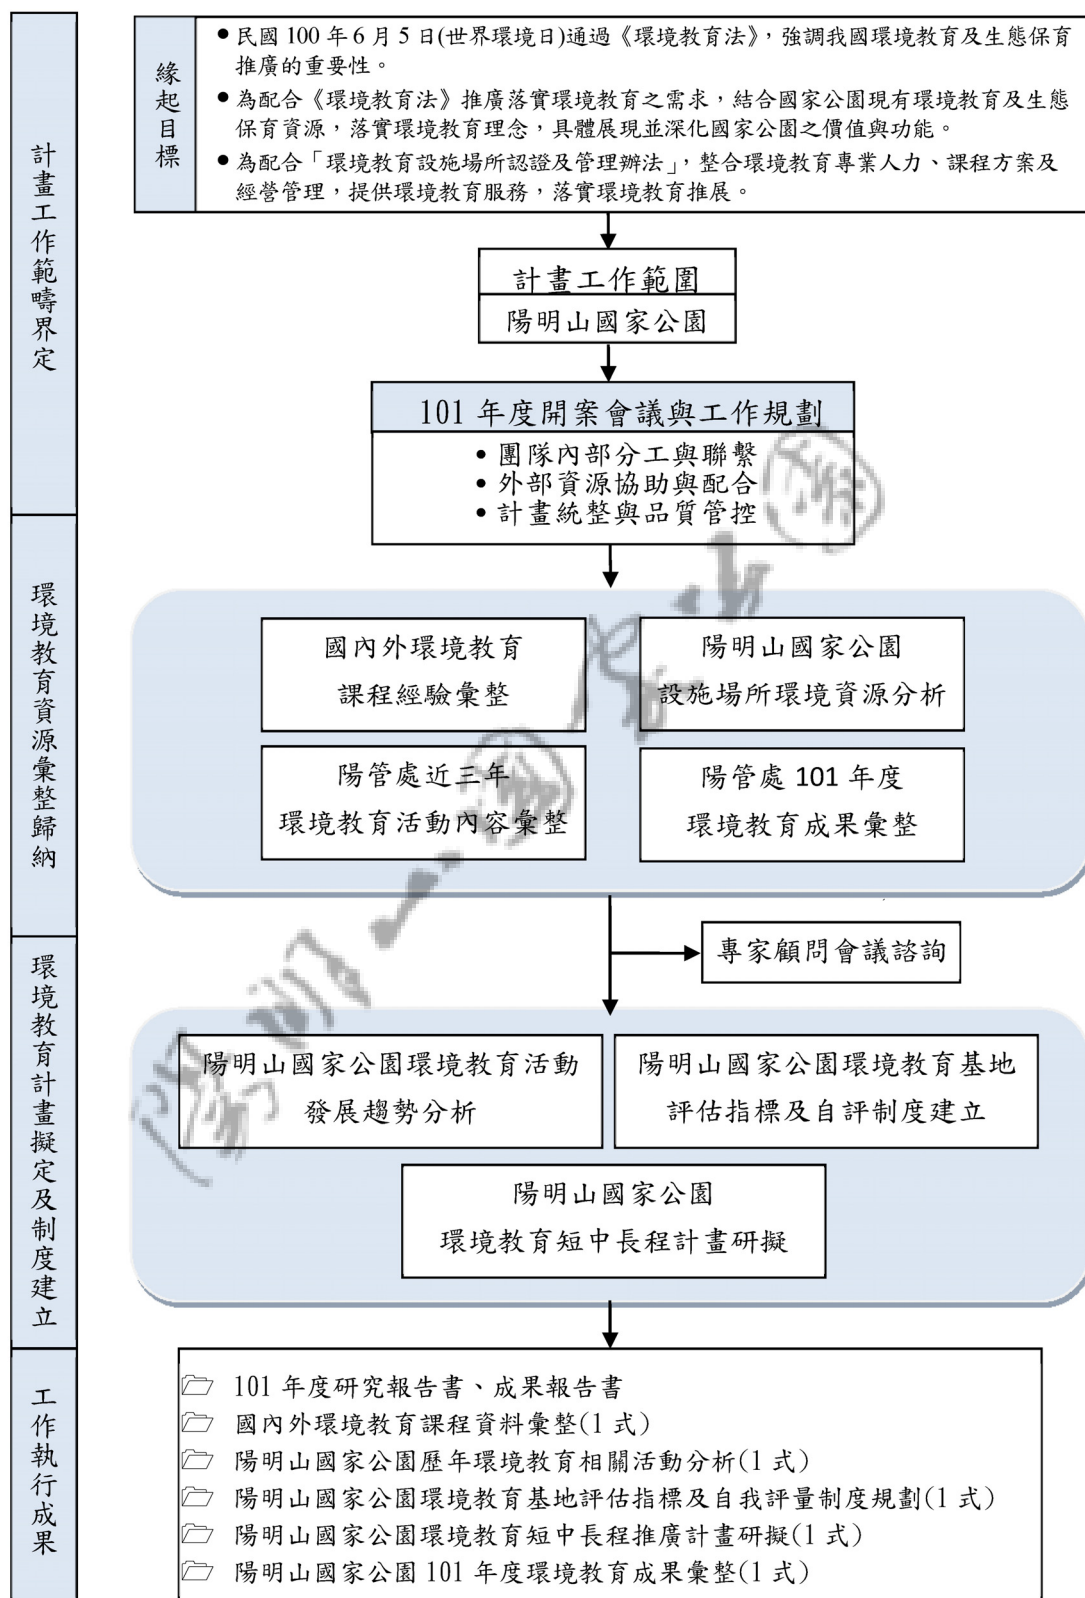 計畫工作範疇界定
緣起目標
●民國 100 年 6 月 5 日(世界環境日)通過《環境教育法》，強調我國環境教育及生態保育
推廣的重要性。
●為配合《環境教育法》推廣落實環境教育之需求，結合國家公園現有環境教育及生態
保育資源，落實環境教育理念，具體展現並深化國家公園之價值與功能。
●為配合「環境教育設施場所認證及管理辦法」，整合環境教育專業人力、課程方案及
經營管理，提供環境教育服務，落實環境教育推展。
計畫工作範圍
陽明山國家公園
101 年度開案會議與工作規劃
•團隊內部分工與聯繫
•外部資源協助與配合
•計畫統整與品質管控
環境教育資源彙整歸納
國內外環境教育
課程經驗彙整
陽明山國家公園
設施場所環境資源分析
陽管處近三年
環境教育活動內容彙整
陽管處 101 年度
環境教育成果彙整
專家顧問會議諮詢
環境教育計畫擬定及制度建立
陽明山國家公園環境教育活動
發展趨勢分析
陽明山國家公園環境教育基地
評估指標及自評制度建立
陽明山國家公園
環境教育短中長程計畫研擬
工作執行成果
101 年度研究報告書、成果報告書
國內外環境教育課程資料彙整(1 式)
陽明山國家公園歷年環境教育相關活動分析(1 式)
陽明山國家公園環境教育基地評估指標及自我評量制度規劃(1 式)
陽明山國家公園環境教育短中長程推廣計畫研擬(1 式)
陽明山國家公園 101 年度環境教育成果彙整(1 式)